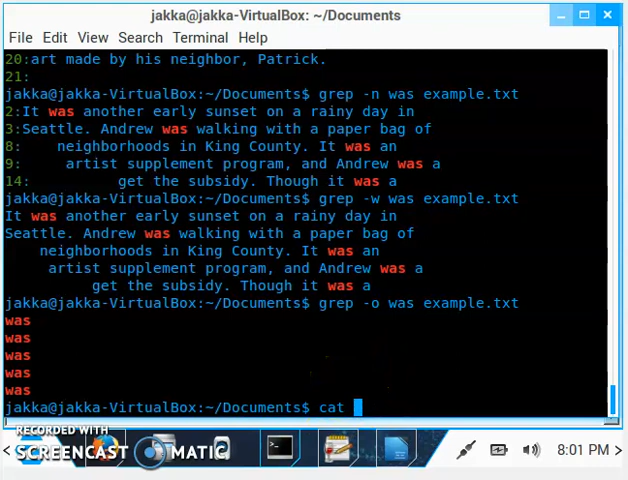 jakka@jakka-VirtualBox:~/Documents
File Edit View Search Terminal Help
20:art made by his neighbor, Patrick.
21:
jakka@jakka-VirtualBox:~/Documents$ grep -n was example.txt
2:It was another early sunset on a rainy day in
3:Seattle. Andrew was walking with a paper bag of
8:    neighborhoods in King County. It was an
9:     artist supplement program, and Andrew was a
14:          get the subsidy. Though it was a
jakka@jakka-VirtualBox:~/Documents$ grep -w was example.txt
It was another early sunset on a rainy day in
Seattle. Andrew was walking with a paper bag of
    neighborhoods in King County. It was an
     artist supplement program, and Andrew was a
          get the subsidy. Though it was a
jakka@jakka-VirtualBox:~/Documents$ grep -o was example.txt
was
was
was
was
was
jakka@jakka-VirtualBox:~/Documents$ cat
RECORDED WITH
SCREENCAST MATIC
8:01 PM